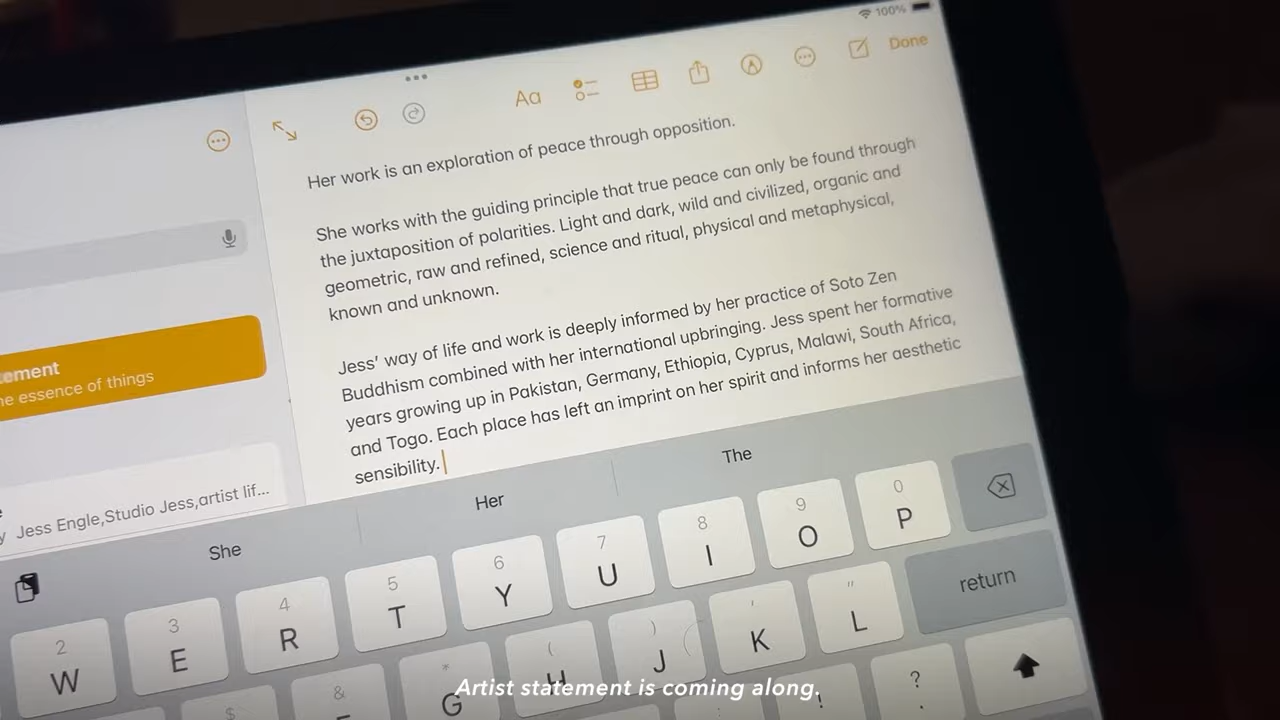 100%
Done
Aa
Her work is an exploration of peace through opposition.
She works with the guiding principle that true peace can only be found through
the juxtaposition of polarities. Light and dark, wild and civilized, organic and
geometric, raw and refined, science and ritual, physical and metaphysical,
known and unknown.
Jess' way of life and work is deeply informed by her practice of Soto Zen
Buddhism combined with her international upbringing. Jess spent her formative
years growing up in Pakistan, Germany, Ethiopia, Cyprus, Malawi, South Africa,
and Togo. Each place has left an imprint on her spirit and informs her aesthetic
sensibility.
essence of things
Jess Engle,Studio Jess,artist lif...
She Her The
2 3 4 5 6 7 8 9 0
W E R T Y U I O P
$ & * ( ) ' "
G H J K L return
! ?
Artist statement is coming along.